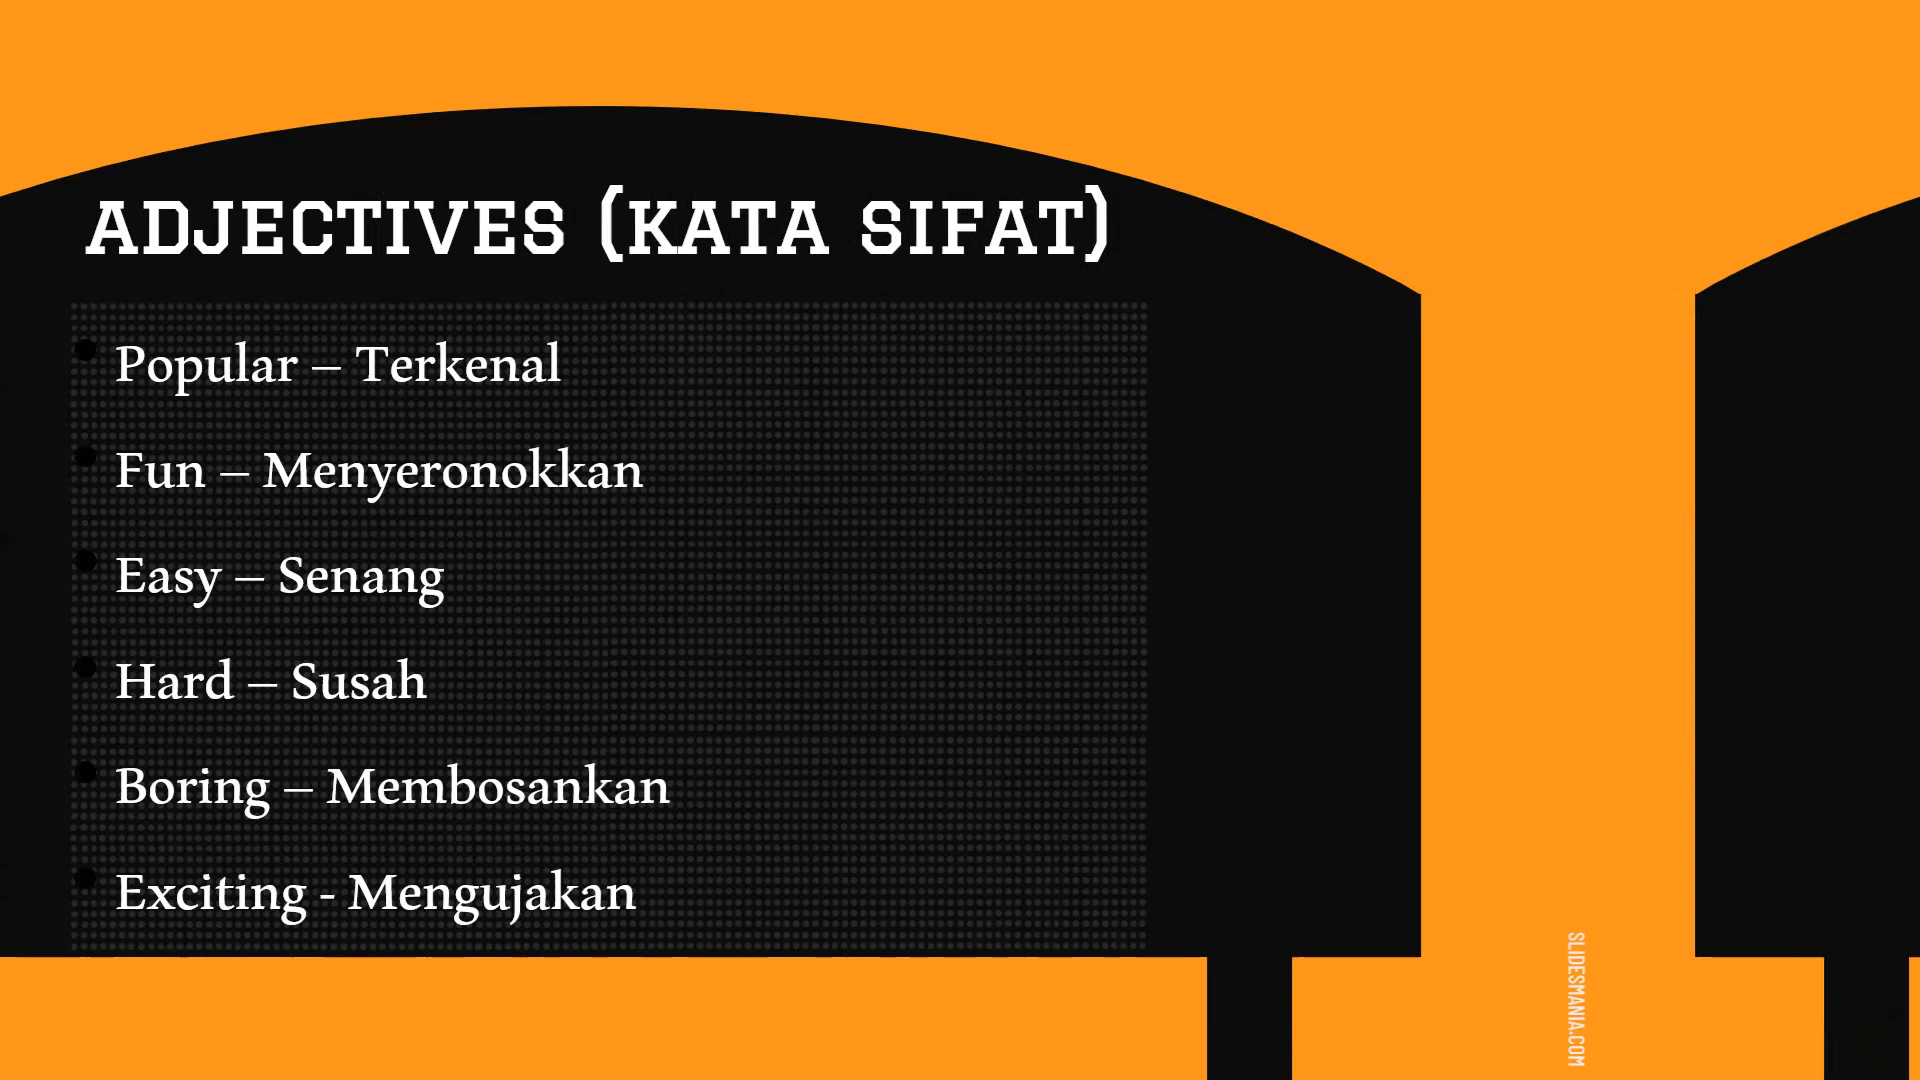 ADJECTIVES (KATA SIFAT)
Popular – Terkenal
Fun – Menyeronokkan
Easy – Senang
Hard – Susah
Boring – Membosankan
Exciting - Mengujakan
SLIDESMANIA.COM